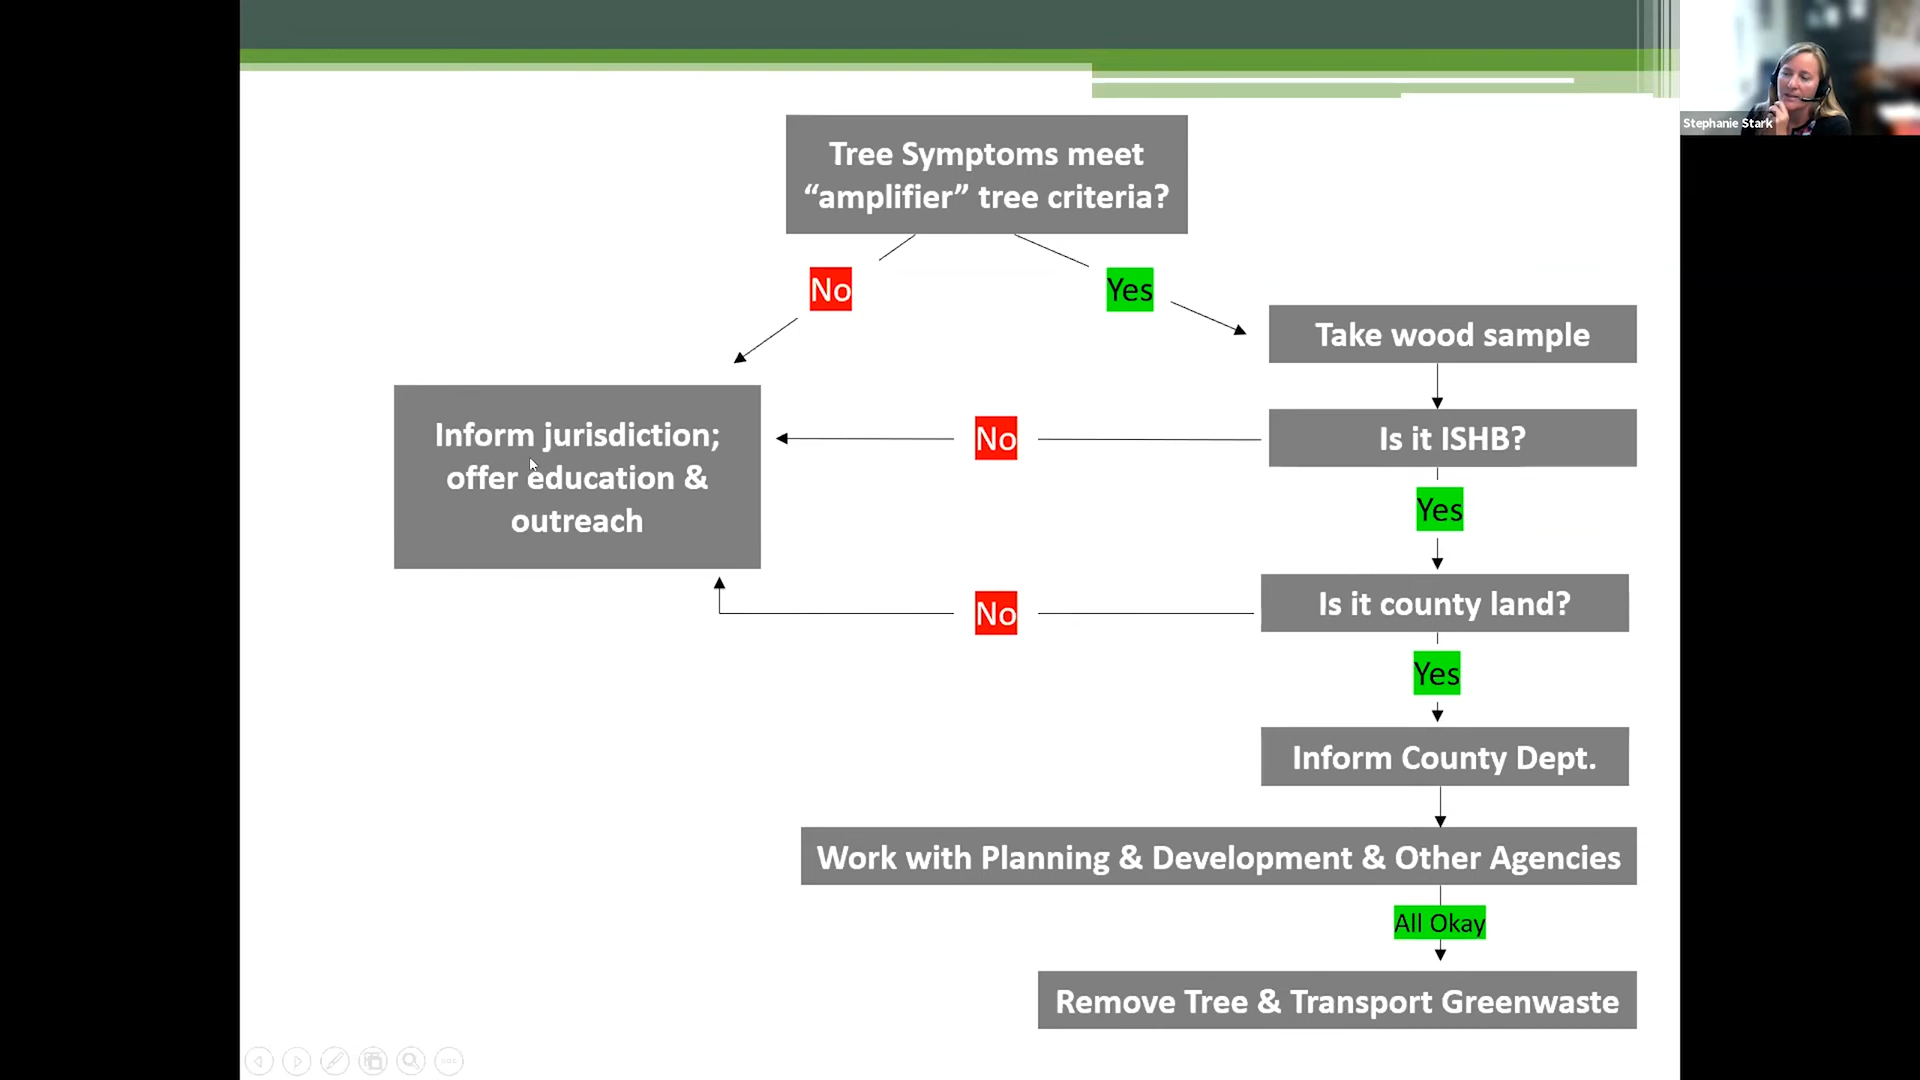 Stephanie Stark
Tree Symptoms meet
“amplifier” tree criteria?
No
Yes
Take wood sample
Inform jurisdiction;
offer education &
outreach
No
Is it ISHB?
Yes
No
Is it county land?
Yes
Inform County Dept.
Work with Planning & Development & Other Agencies
All Okay
Remove Tree & Transport Greenwaste